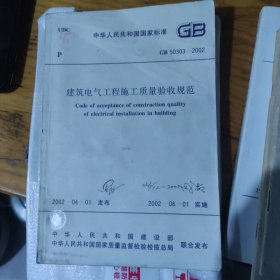 UDC
中华人民共和国国家标准 GB
P
GB 50303-2002
建筑电气工程施工质量验收规范
Code of acceptance of construction quality
of electrical installation in building
2002-04-01 发布 2002-06-01 实施
中华人民共和国建设部
中华人民共和国国家质量监督检验检疫总局
联合发布